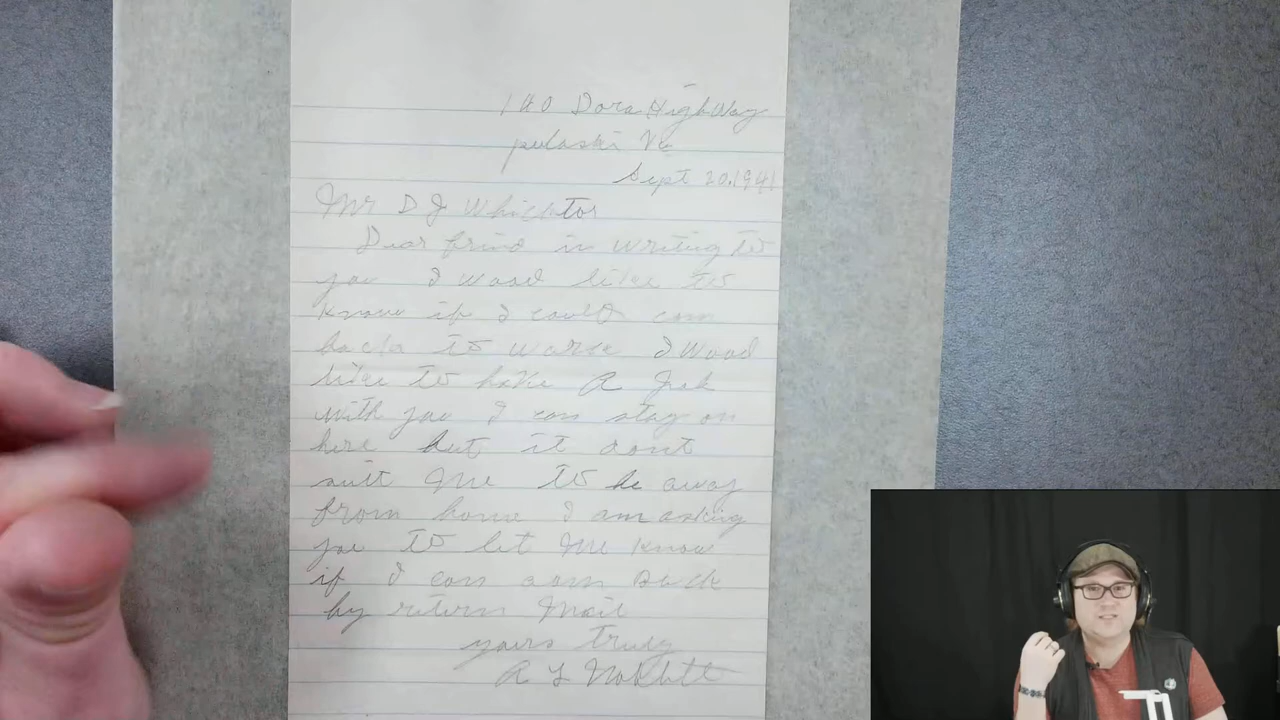 Dora HighWay
pulaski Va
Sept 20, 1941
Mr D J
Dear frind in writing to
you I Wood like to
know if I could com
back to warck I Wood
like to have A Job
with you I can stay on
here but it dont
suit Me to be away
from home I am asking
you to let Me know
if I can com Back
by return Mail
yours truly
A L